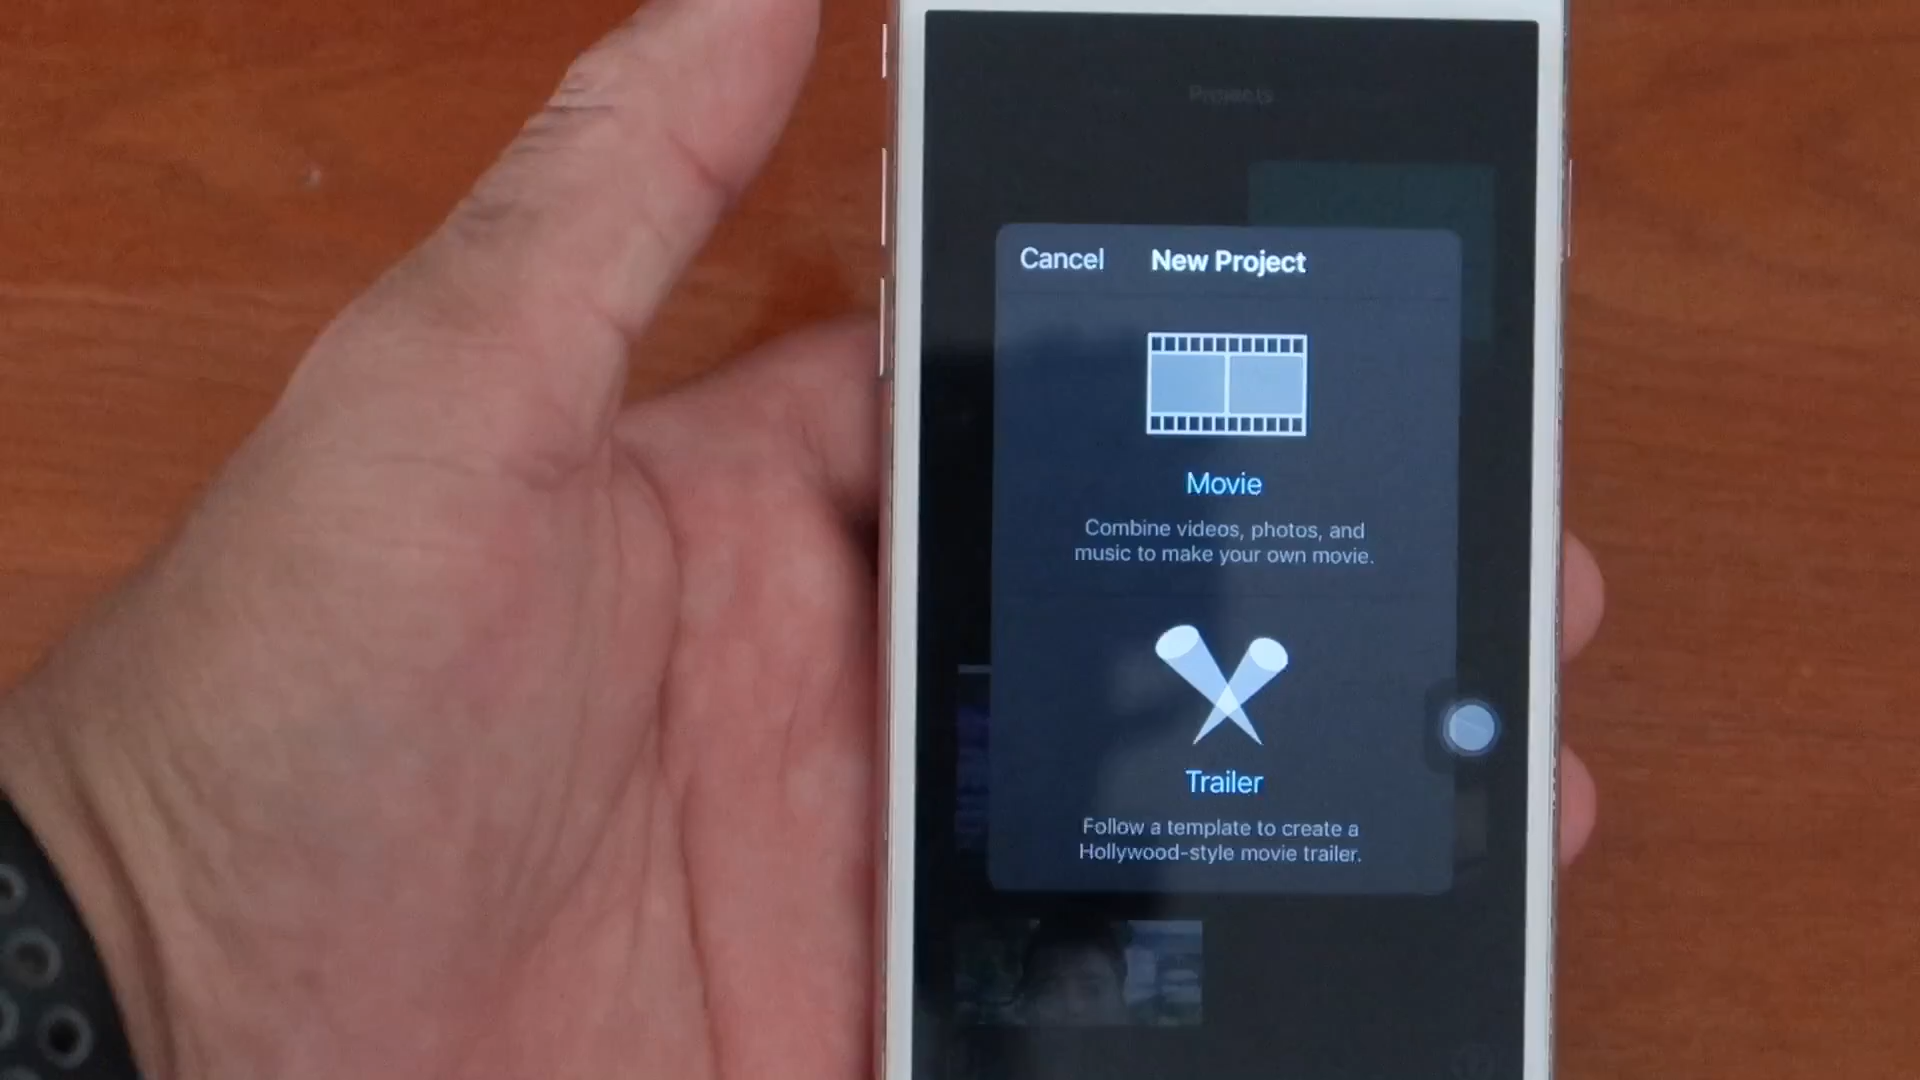 Projects
Cancel
New Project
Movie
Combine videos, photos, and
music to make your own movie.
Trailer
Follow a template to create a
Hollywood-style movie trailer.